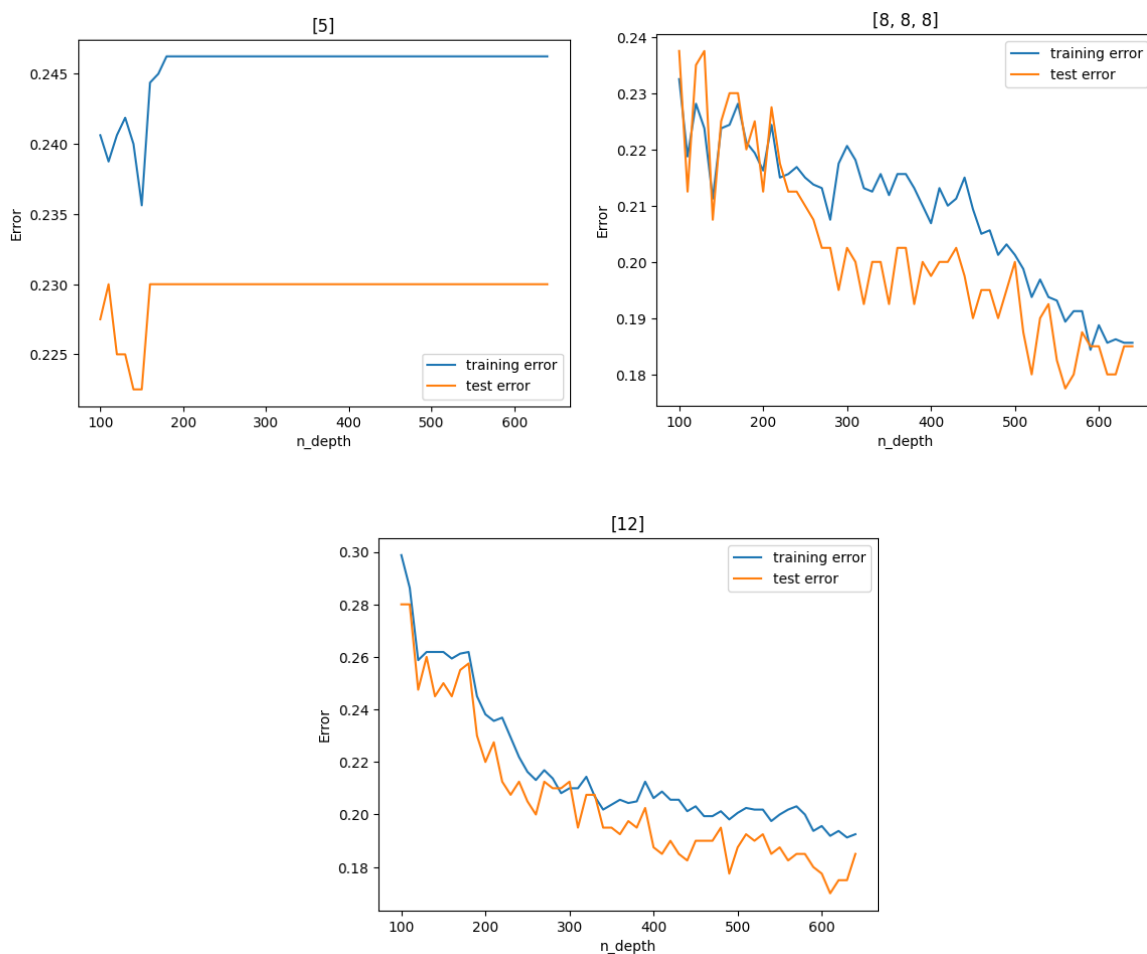 [5]
Error
0.245
0.240
0.235
0.230
0.225
training error
test error
100 200 300 400 500 600
n_depth
[8, 8, 8]
Error
0.24
0.23
0.22
0.21
0.20
0.19
0.18
training error
test error
100 200 300 400 500 600
n_depth
[12]
Error
0.30
0.28
0.26
0.24
0.22
0.20
0.18
training error
test error
100 200 300 400 500 600
n_depth